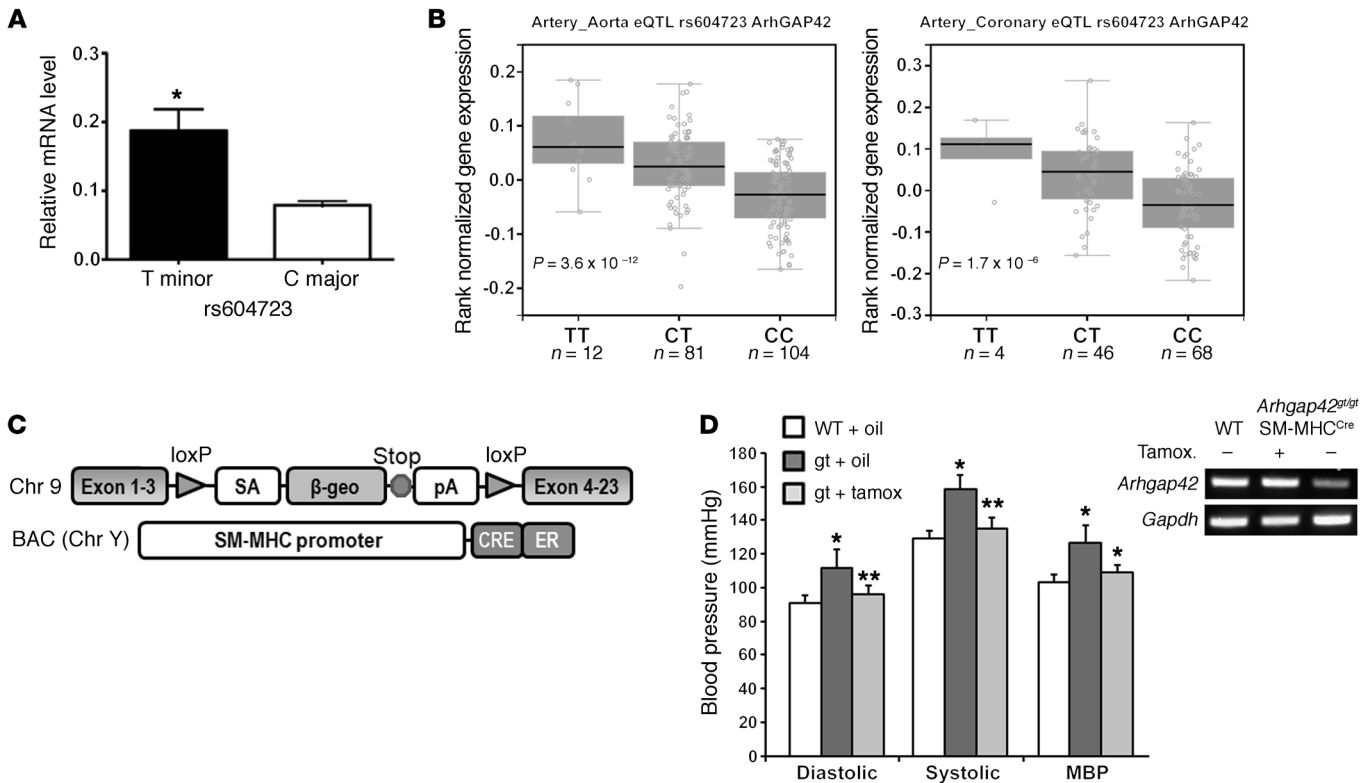 A
Relative mRNA level
0.3
0.2
0.1
0.0
*
T minor C major
rs604723
B
Artery_Aorta eQTL rs604723 ArhGAP42
Rank normalized gene expression
0.2
0.1
0.0
-0.1
-0.2
P = 3.6 x 10 −12
TT CT CC
n = 12 n = 81 n = 104
Artery_Coronary eQTL rs604723 ArhGAP42
Rank normalized gene expression
0.3
0.2
0.1
0.0
-0.1
-0.2
-0.3
P = 1.7 x 10 −6
TT CT CC
n = 4 n = 46 n = 68
C
loxP Stop loxP
Chr 9 Exon 1-3 SA β-geo pA Exon 4-23
BAC (Chr Y) SM-MHC promoter CRE ER
D
WT + oil
gt + oil
gt + tamox
Blood pressure (mmHg)
180
160
140
120
100
80
60
40
20
0
* ** * ** * *
Diastolic Systolic MBP
Arhgap42gt/gt
WT SM-MHCCre
Tamox. − + −
Arhgap42
Gapdh